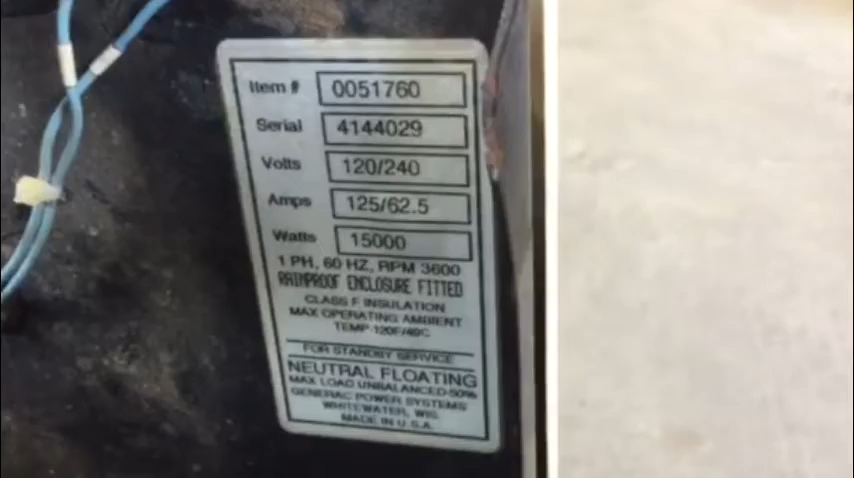 Item # 0051760
Serial 4144029
Volts 120/240
Amps 125/62.5
Watts 15000
1 PH, 60 HZ, RPM 3600
RAINPROOF ENCLOSURE FITTED
CLASS F INSULATION
MAX OPERATING AMBIENT
TEMP-120F/49C
FOR STANDBY SERVICE
NEUTRAL FLOATING
MAX LOAD UNBALANCED-50%
GENERAC POWER SYSTEMS
WHITEWATER, WIS.
MADE IN U.S.A.